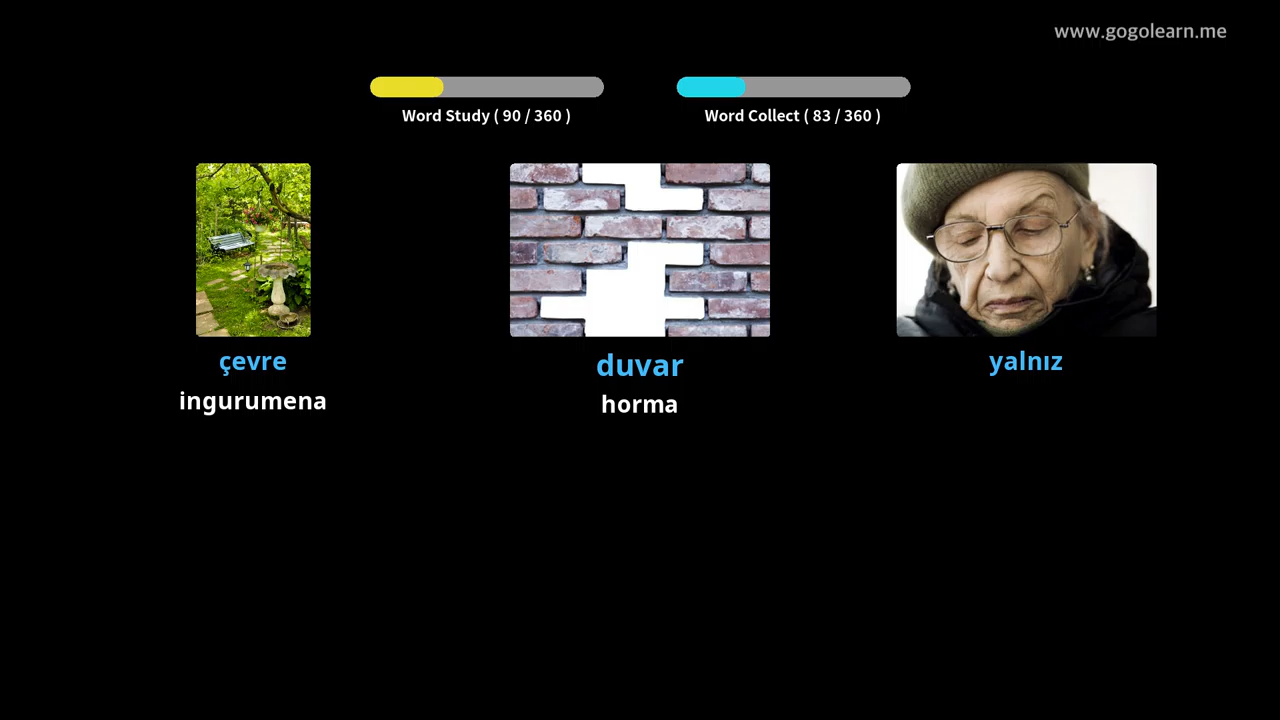 www.gogolearn.me
Word Study ( 90 / 360 )
Word Collect ( 83 / 360 )
çevre
duvar
yalnız
ingurumena
horma